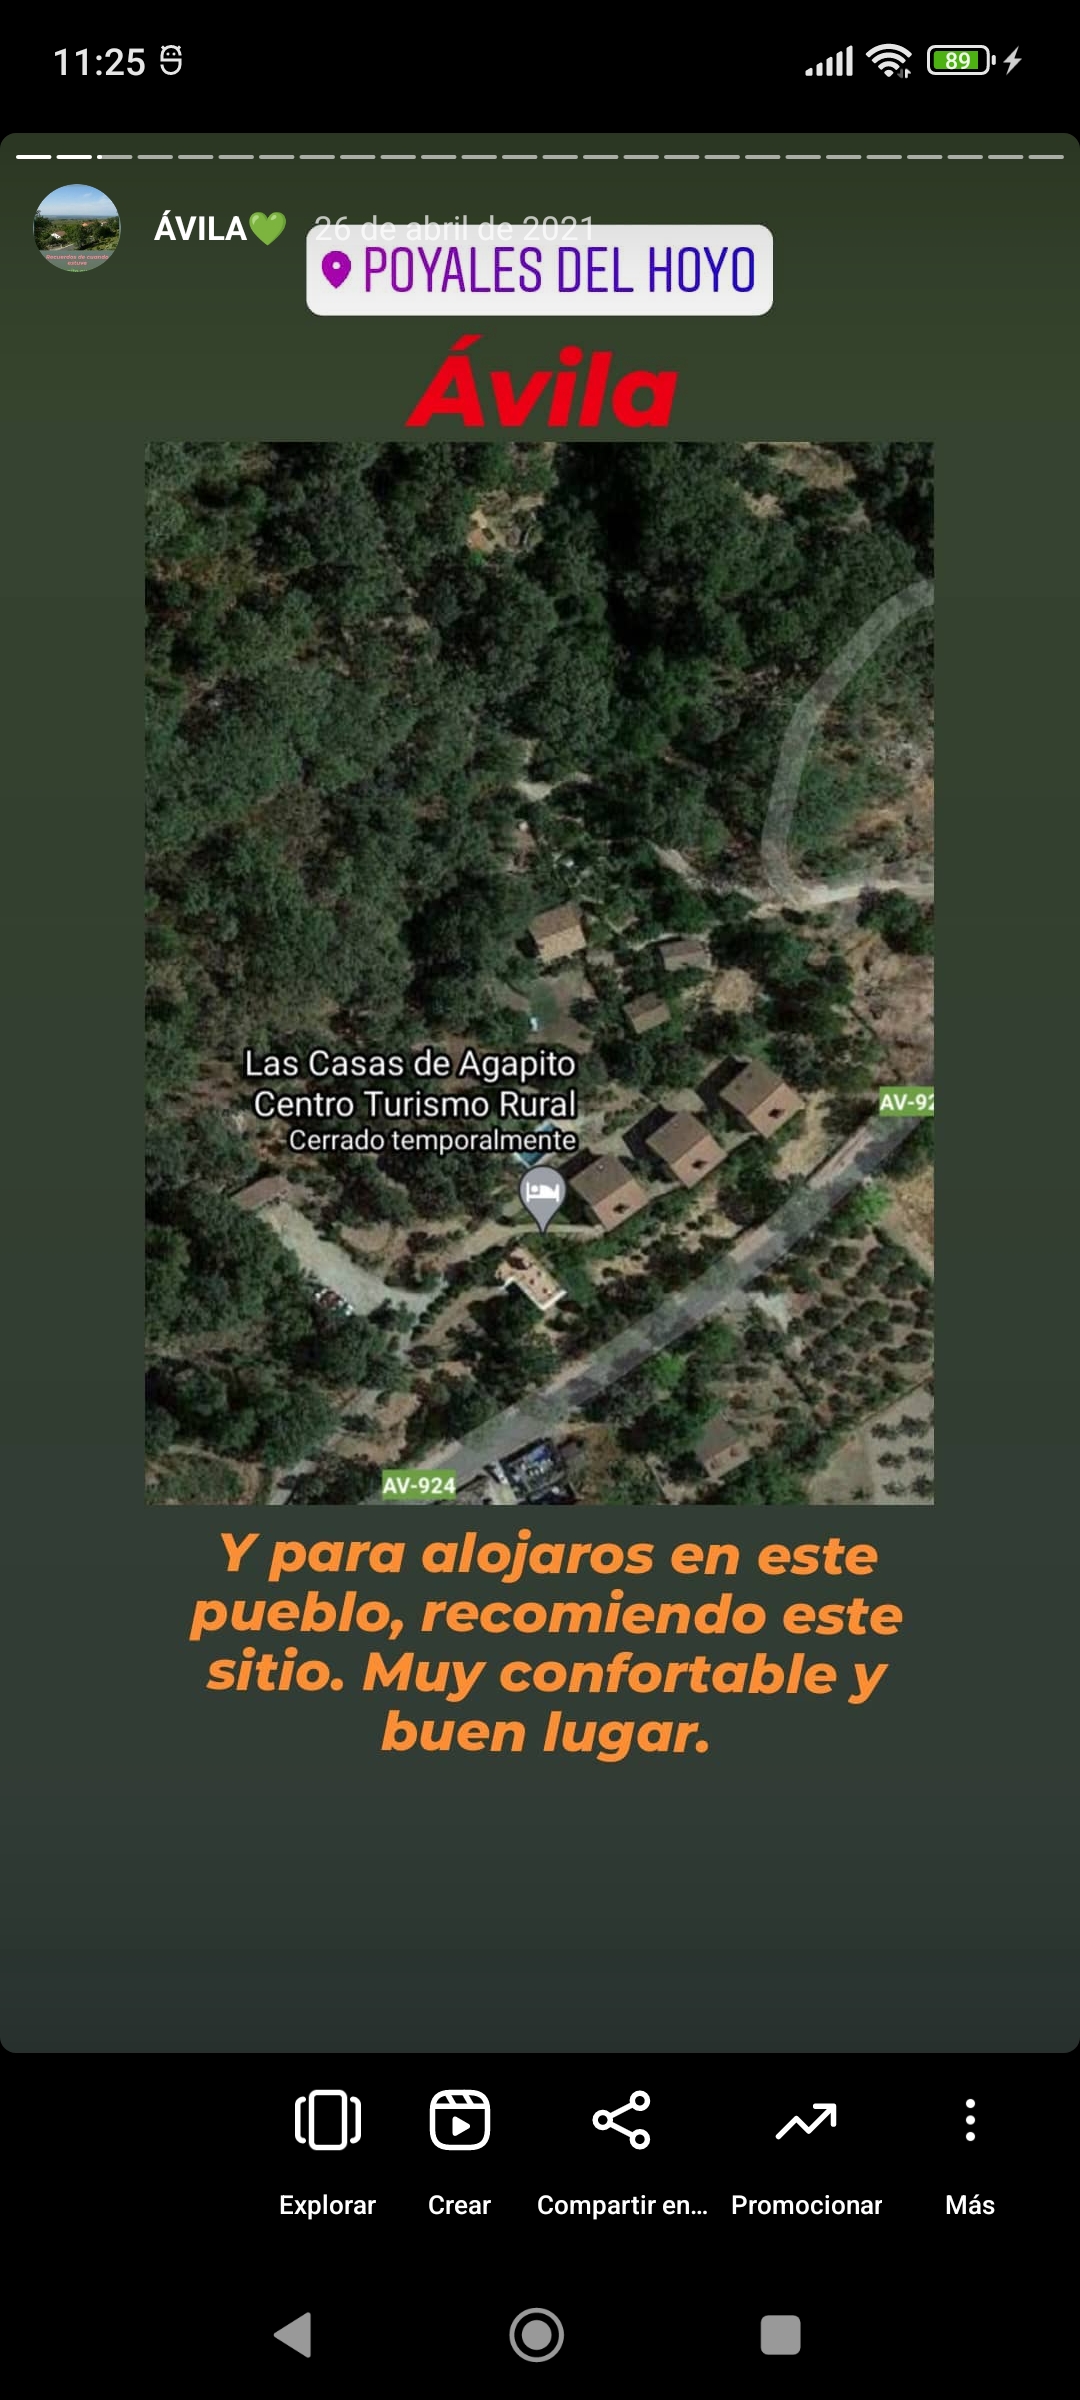 11:25
89
ÁVILA💚 26 de abril de 2021
POYALES DEL HOYO
Ávila
Las Casas de Agapito
Centro Turismo Rural
Cerrado temporalmente
AV-92
AV-924
Y para alojaros en este
pueblo, recomiendo este
sitio. Muy confortable y
buen lugar.
Explorar
Crear
Compartir en...
Promocionar
Más